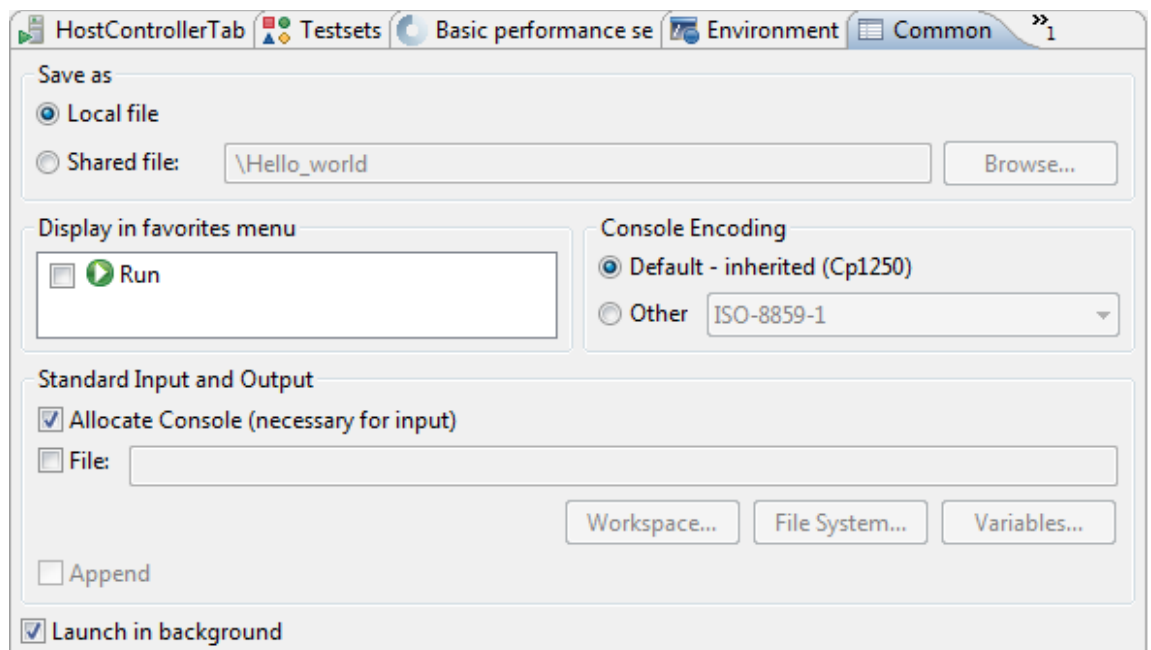 HostControllerTab Testsets Basic performance se Environment Common »1
Save as
Local file
Shared file: \Hello_world Browse...
Display in favorites menu
Run
Console Encoding
Default - inherited (Cp1250)
Other ISO-8859-1
Standard Input and Output
Allocate Console (necessary for input)
File:
Workspace... File System... Variables...
Append
Launch in background